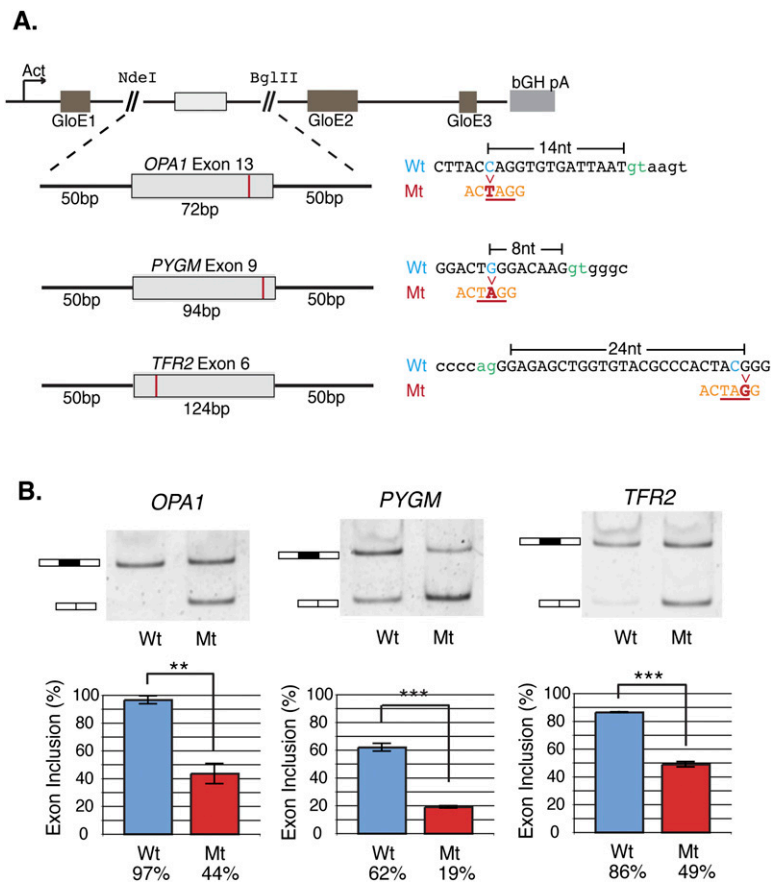 A.
Act
NdeI
BglII
bGH pA
GloE1
GloE2
GloE3
OPA1 Exon 13
50bp
50bp
72bp
14nt
Wt CTTACCAGGTGTGATTAATgtaagt
Mt ACTAGG
PYGM Exon 9
50bp
50bp
94bp
8nt
Wt GGACTGGGACAAGgtgggc
Mt ACTAGG
TFR2 Exon 6
50bp
50bp
124bp
24nt
Wt ccccagGGAGAGCTGGTGTACGCCCACTACGGG
Mt ACTAGG
B.
OPA1
PYGM
TFR2
Wt Mt
Wt Mt
Wt Mt
Exon Inclusion (%)
100
80
60
40
20
0
**
Wt Mt
97% 44%
Exon Inclusion (%)
100
80
60
40
20
0
***
Wt Mt
62% 19%
Exon Inclusion (%)
100
80
60
40
20
0
***
Wt Mt
86% 49%